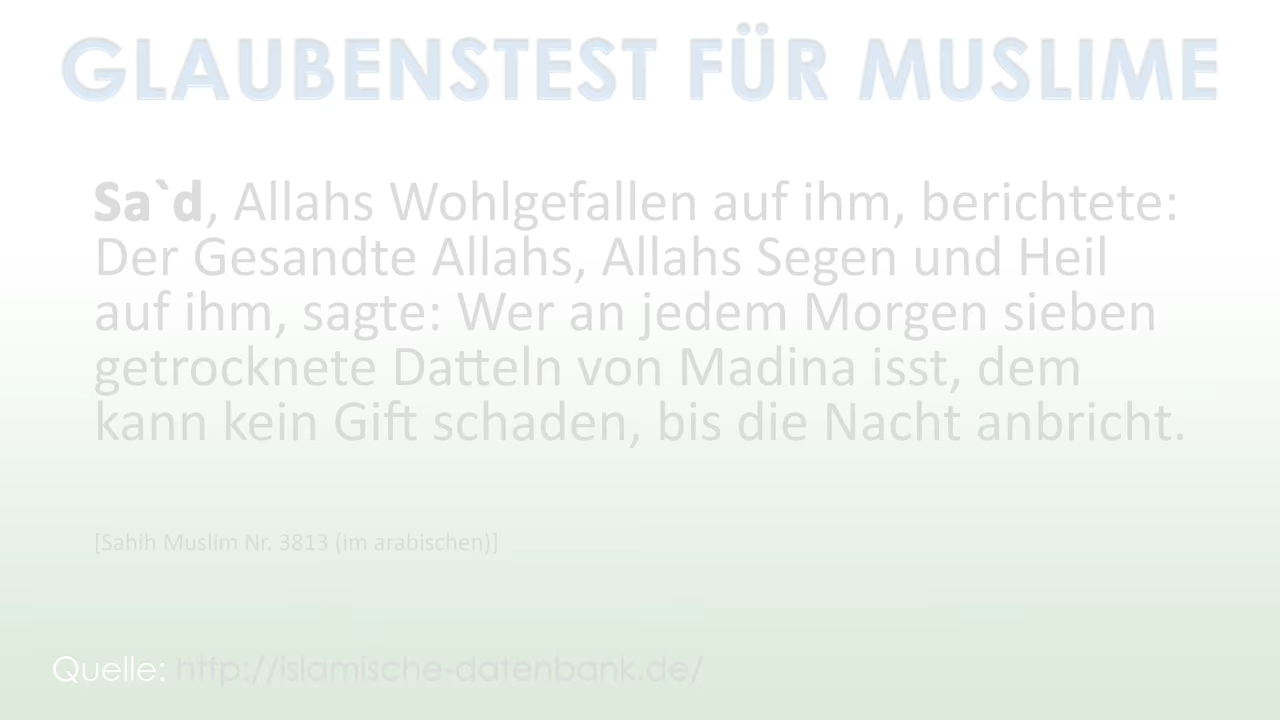 GLAUBENSTEST FÜR MUSLIME
Sa`d, Allahs Wohlgefallen auf ihm, berichtete:
Der Gesandte Allahs, Allahs Segen und Heil
auf ihm, sagte: Wer an jedem Morgen sieben
getrocknete Datteln von Madina isst, dem
kann kein Gift schaden, bis die Nacht anbricht.
[Sahih Muslim Nr. 3813 (im arabischen)]
Quelle: http://islamische-datenbank.de/